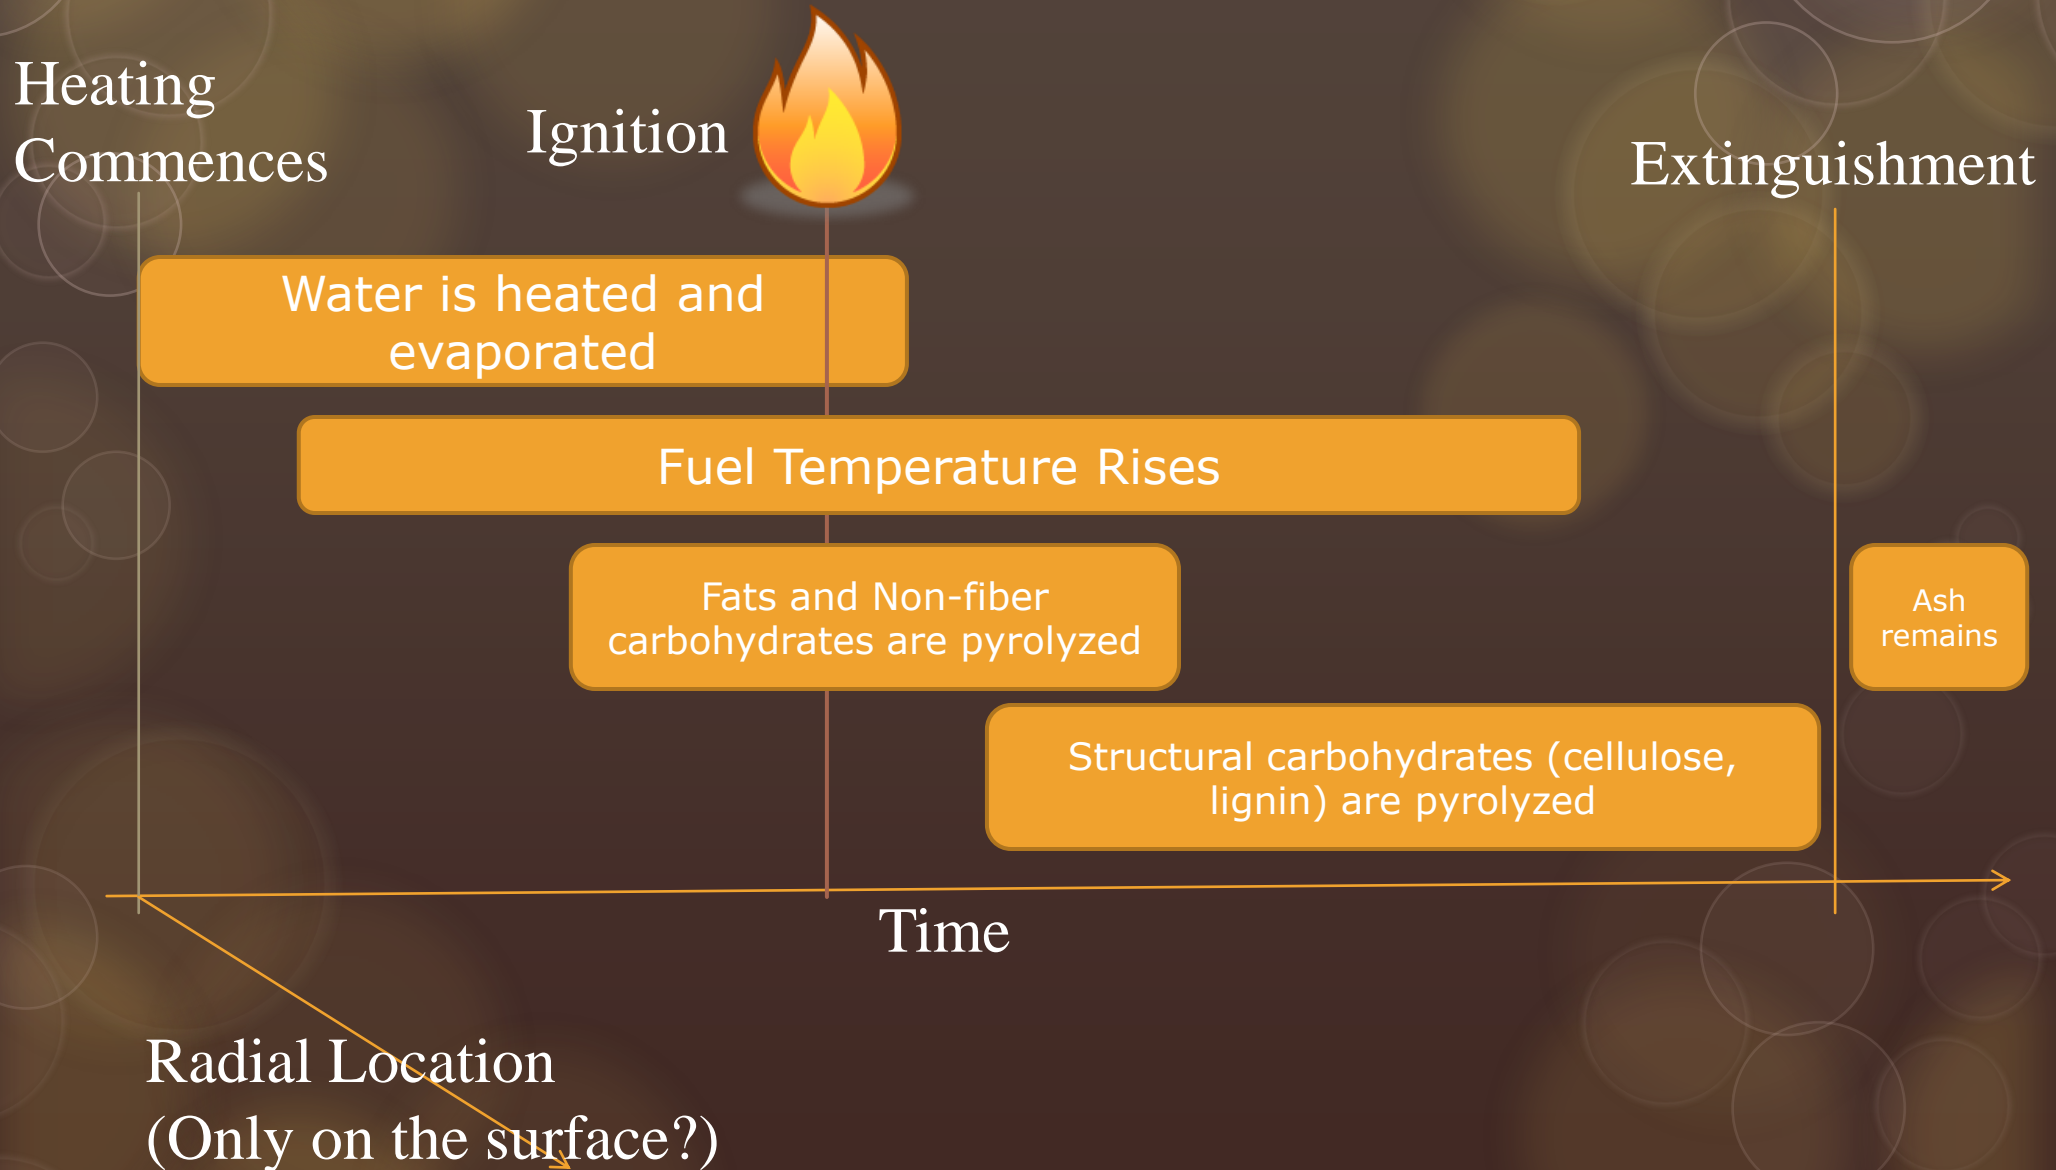 Heating
Commences
Ignition
Extinguishment
Water is heated and
evaporated
Fuel Temperature Rises
Fats and Non-fiber
carbohydrates are pyrolyzed
Ash
remains
Structural carbohydrates (cellulose,
lignin) are pyrolyzed
Time
Radial Location
(Only on the surface?)